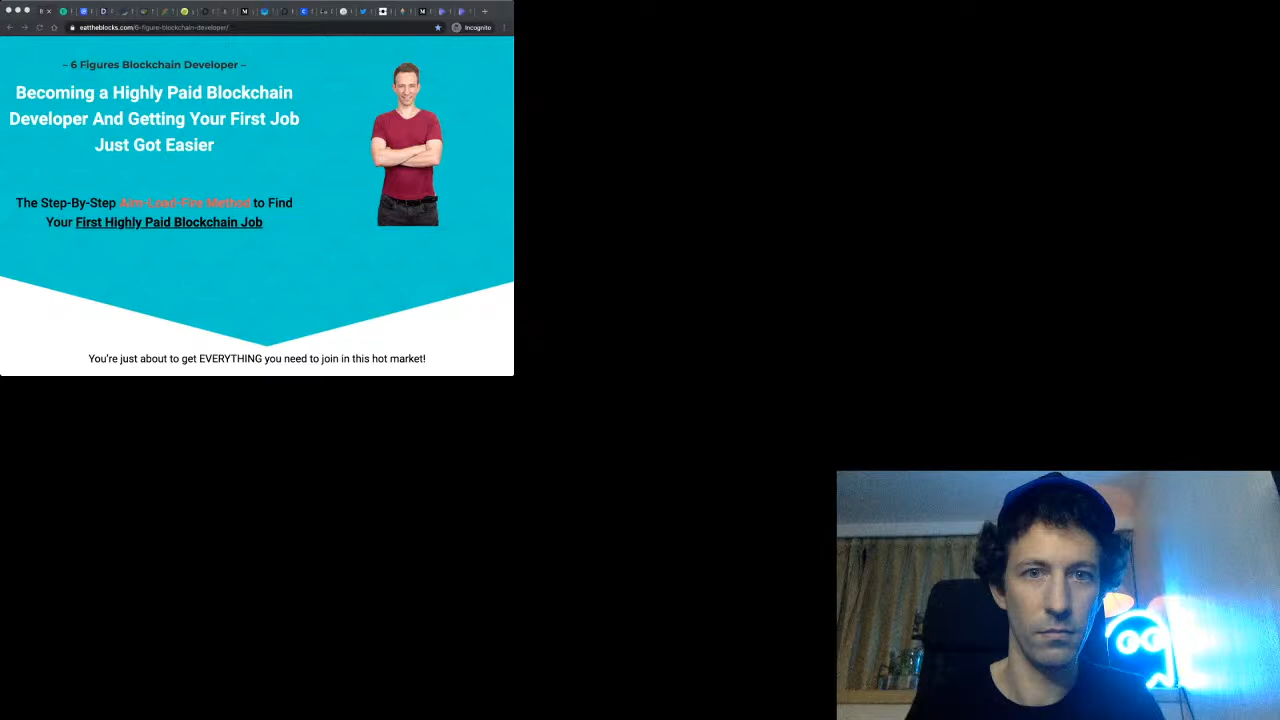 eattheblocks.com/6-figure-blockchain-developer/
Incognito
– 6 Figures Blockchain Developer –
Becoming a Highly Paid Blockchain
Developer And Getting Your First Job
Just Got Easier
The Step-By-Step Aim-Load-Fire Method to Find
Your First Highly Paid Blockchain Job
You're just about to get EVERYTHING you need to join in this hot market!